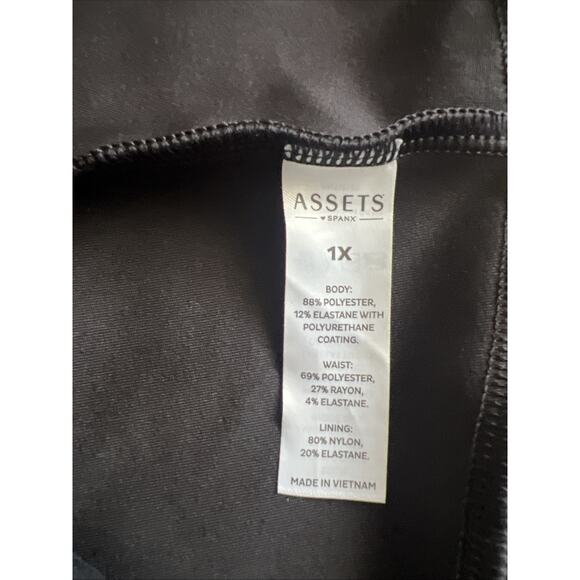 ASSETS
♥ SPANX
1X
BODY:
88% POLYESTER,
12% ELASTANE WITH
POLYURETHANE
COATING.
WAIST:
69% POLYESTER,
27% RAYON,
4% ELASTANE.
LINING:
80% NYLON,
20% ELASTANE.
MADE IN VIETNAM